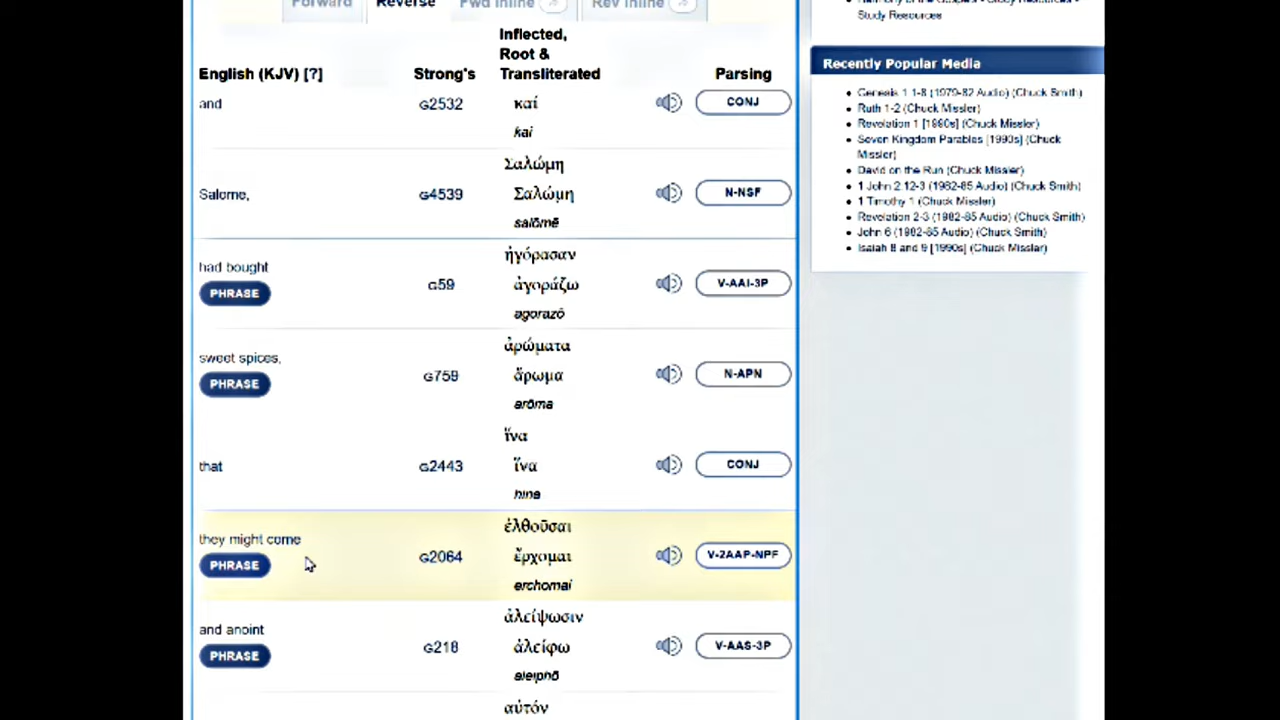 Forward Reverse Fwd Inline Rev Inline
Study Resources
Inflected,
Root &
English (KJV) [?] Strong's Transliterated Parsing
Recently Popular Media
Genesis 1 1-8 (1979-82 Audio) (Chuck Smith)
Ruth 1-2 (Chuck Missler)
Revelation 1 [1990s] (Chuck Missler)
Seven Kingdom Parables [1990s] (Chuck
Missler)
David on the Run (Chuck Missler)
1 John 2.12-3 (1982-85 Audio) (Chuck Smith)
1 Timothy 1 (Chuck Missler)
Revelation 2-3 (1982-85 Audio) (Chuck Smith)
John 6 (1982-85 Audio) (Chuck Smith)
Isaiah 8 and 9 [1990s] (Chuck Missler)
and G2532 καί CONJ
kai
Σαλώμη
Salome, G4539 Σαλώμη N-NSF
salōmē
ἠγόρασαν
had bought
PHRASE G59 ἀγοράζω V-AAI-3P
agorazō
ἀρώματα
sweet spices,
PHRASE G759 ἄρωμα N-APN
arōma
ἵνα
that G2443 ἵνα CONJ
hina
ἐλθοῦσαι
they might come
PHRASE G2064 ἔρχομαι V-2AAP-NPF
erchomai
ἀλείψωσιν
and anoint
PHRASE G218 ἀλείφω V-AAS-3P
aleiphō
αὐτόν